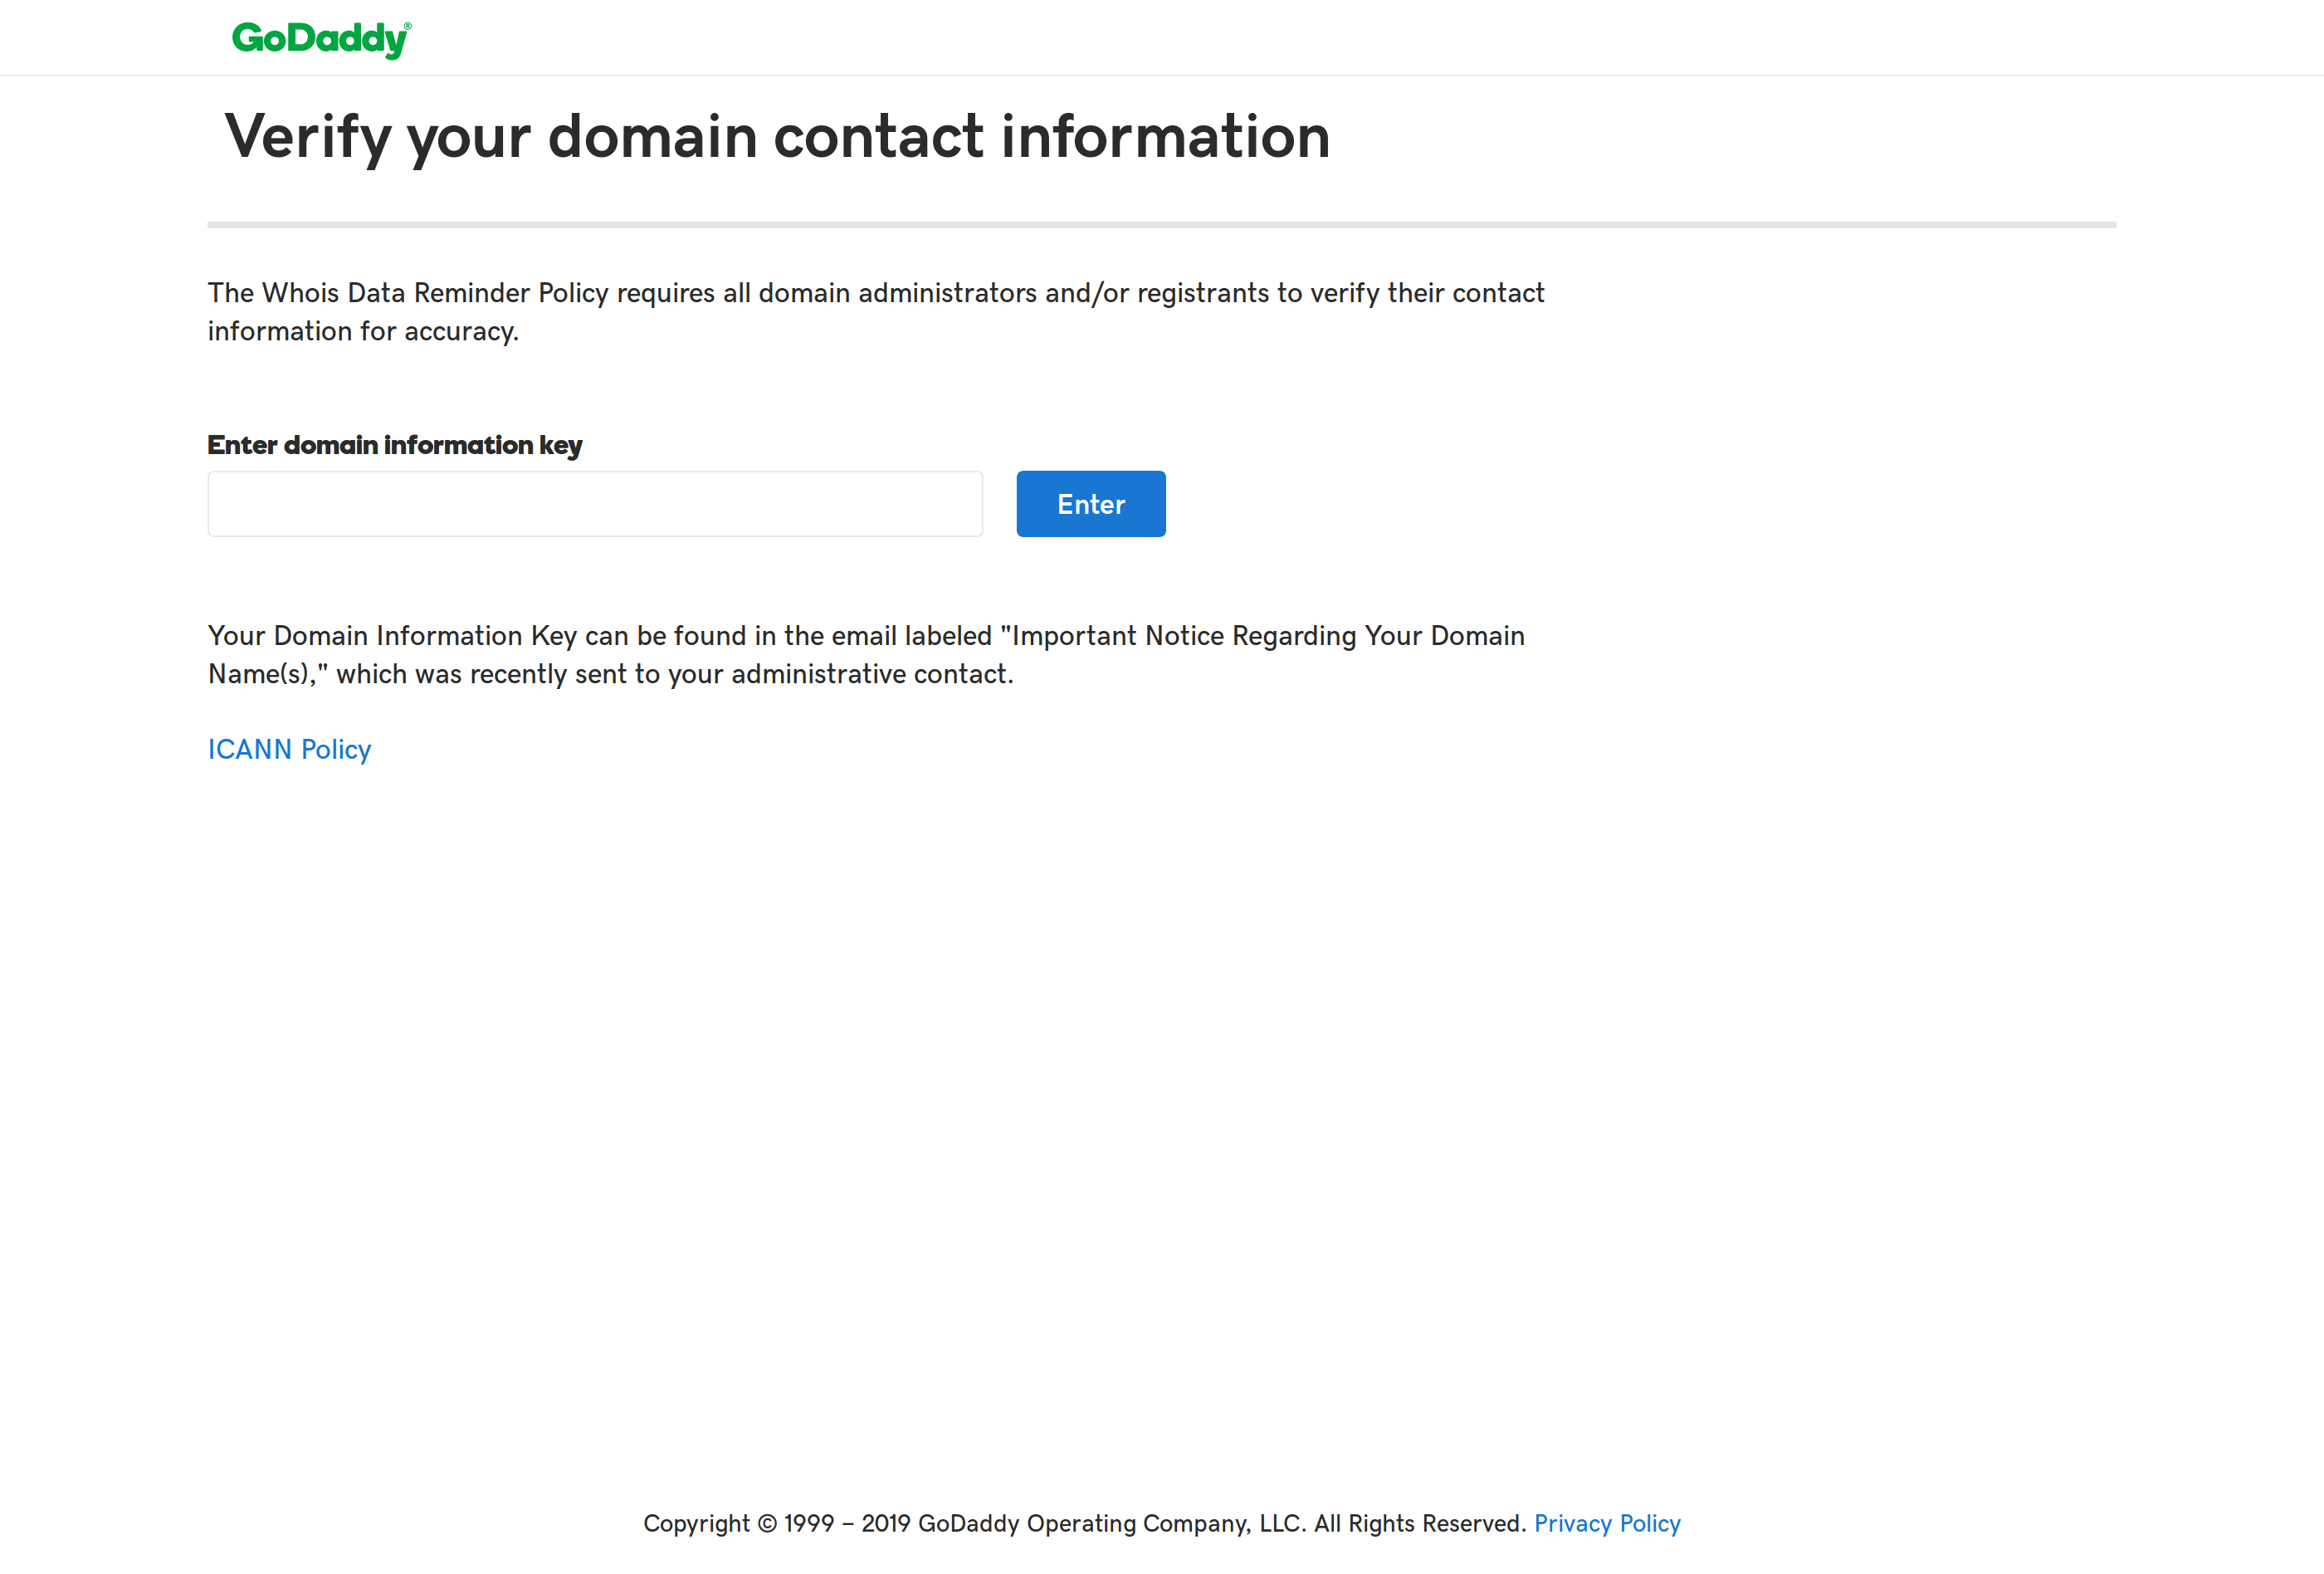 GoDaddy®
Verify your domain contact information
The Whois Data Reminder Policy requires all domain administrators and/or registrants to verify their contact
information for accuracy.
Enter domain information key
Enter
Your Domain Information Key can be found in the email labeled "Important Notice Regarding Your Domain
Name(s)," which was recently sent to your administrative contact.
ICANN Policy
Copyright © 1999 – 2019 GoDaddy Operating Company, LLC. All Rights Reserved. Privacy Policy